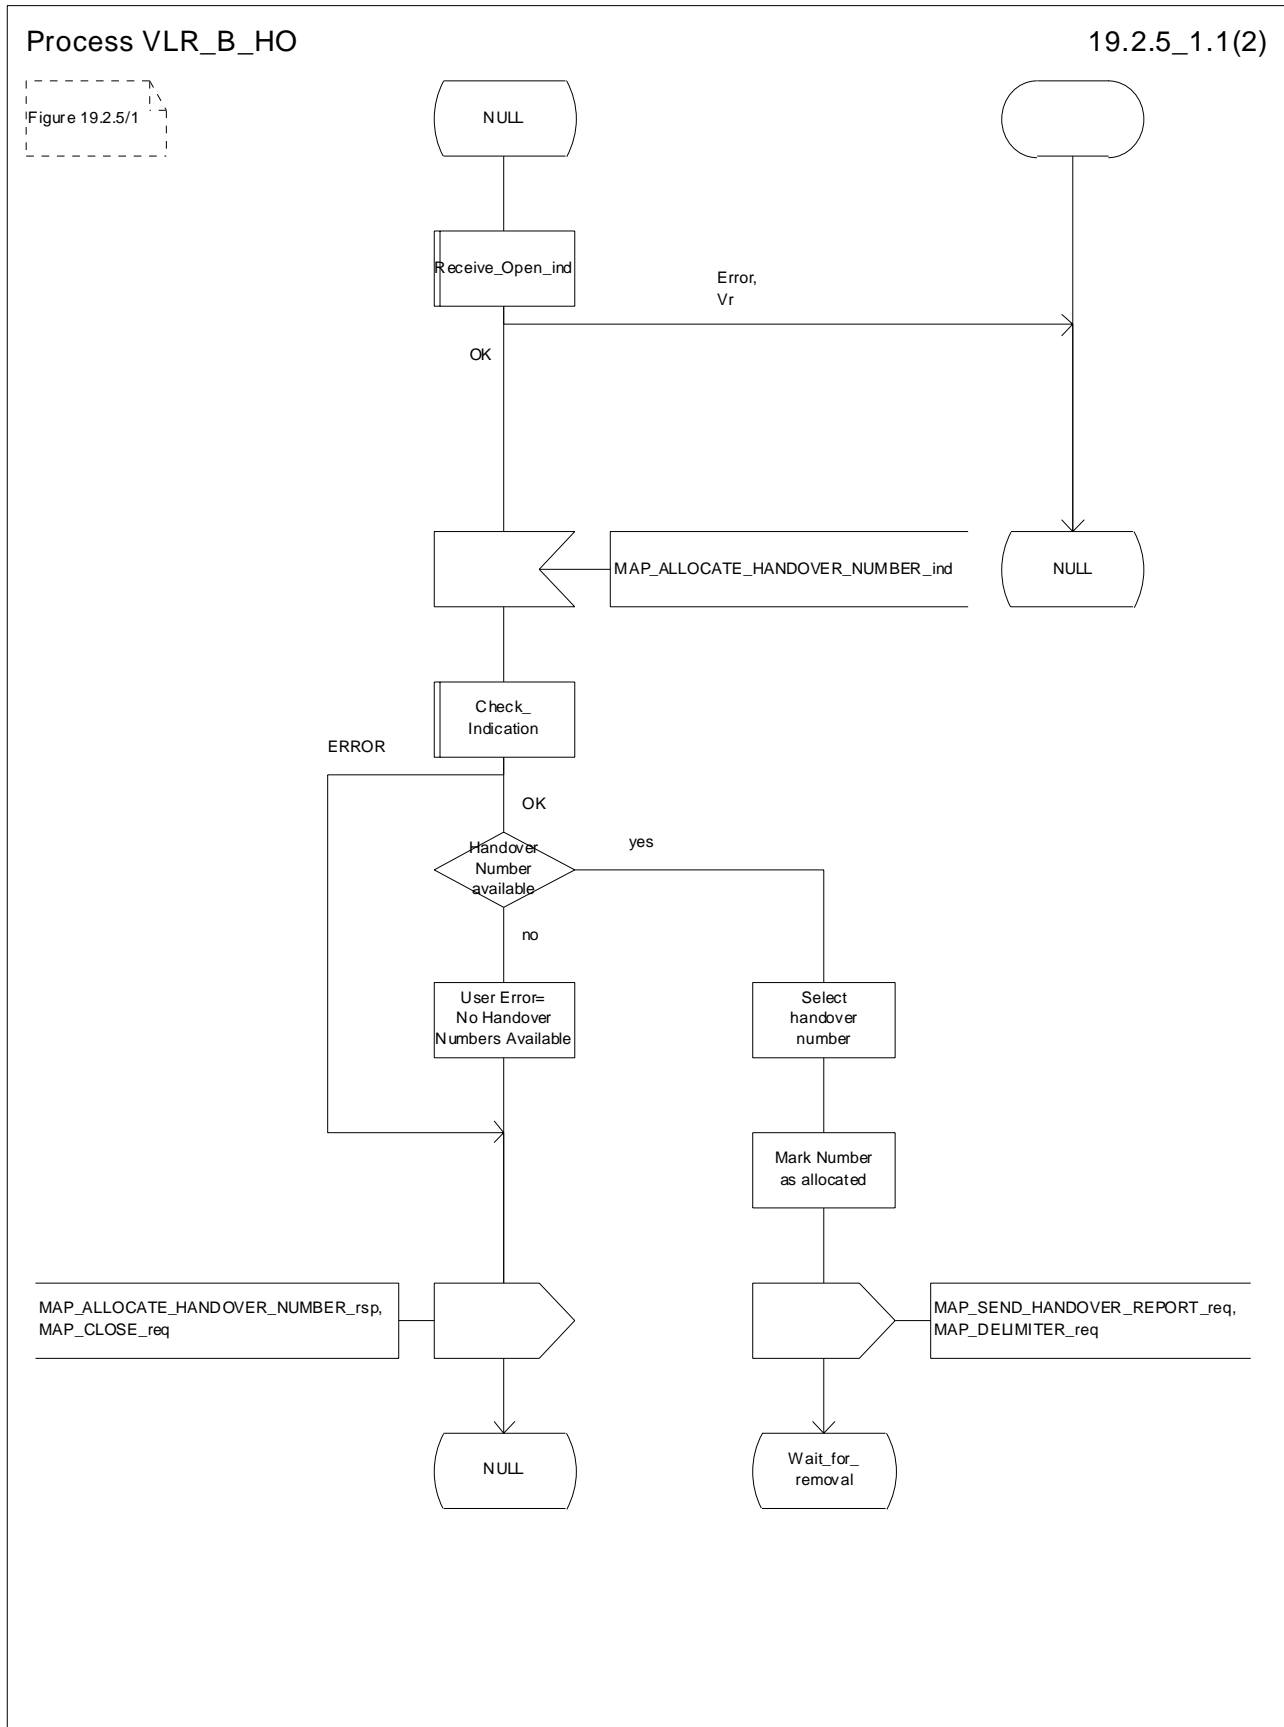 Process VLR_B_HO
19.2.5_1.1(2)
Figure 19.2.5/1
NULL
Receive_Open_ind
Error,
Vr
OK
MAP_ALLOCATE_HANDOVER_NUMBER_ind
NULL
Check_
Indication
ERROR
OK
Handover
Number
available
yes
no
User Error=
No Handover
Numbers Available
Select
handover
number
Mark Number
as allocated
MAP_ALLOCATE_HANDOVER_NUMBER_rsp,
MAP_CLOSE_req
MAP_SEND_HANDOVER_REPORT_req,
MAP_DELIMITER_req
NULL
Wait_for_
removal